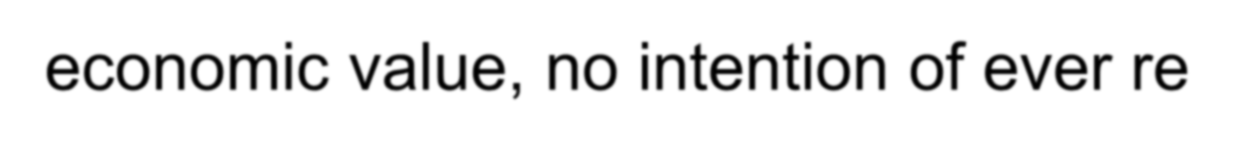 economic value, no intention of ever re